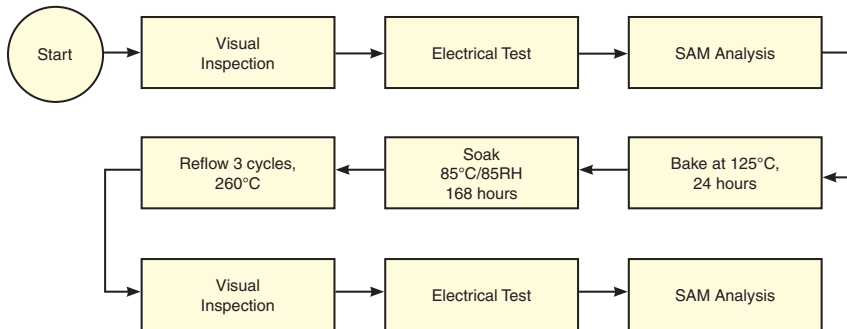 Start
Visual
Inspection
Electrical Test
SAM Analysis
Bake at 125°C,
24 hours
Soak
85°C/85RH
168 hours
Reflow 3 cycles,
260°C
Visual
Inspection
Electrical Test
SAM Analysis